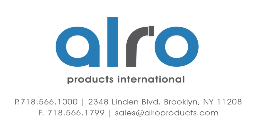 alro
products international
P.718.566.1000 | 2348 Linden Blvd. Brooklyn, NY 11208
F. 718.566.1799 | sales@alroproducts.com